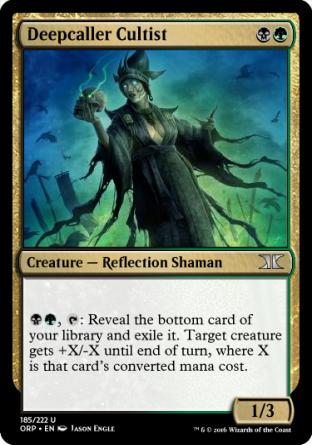 Deepcaller Cultist
Creature — Reflection Shaman
, : Reveal the bottom card of
your library and exile it. Target creature
gets +X/-X until end of turn, where X
is that card's converted mana cost.
1/3
185/222 U
ORP • EN Jason Engle
™ & © 2016 Wizards of the Coast